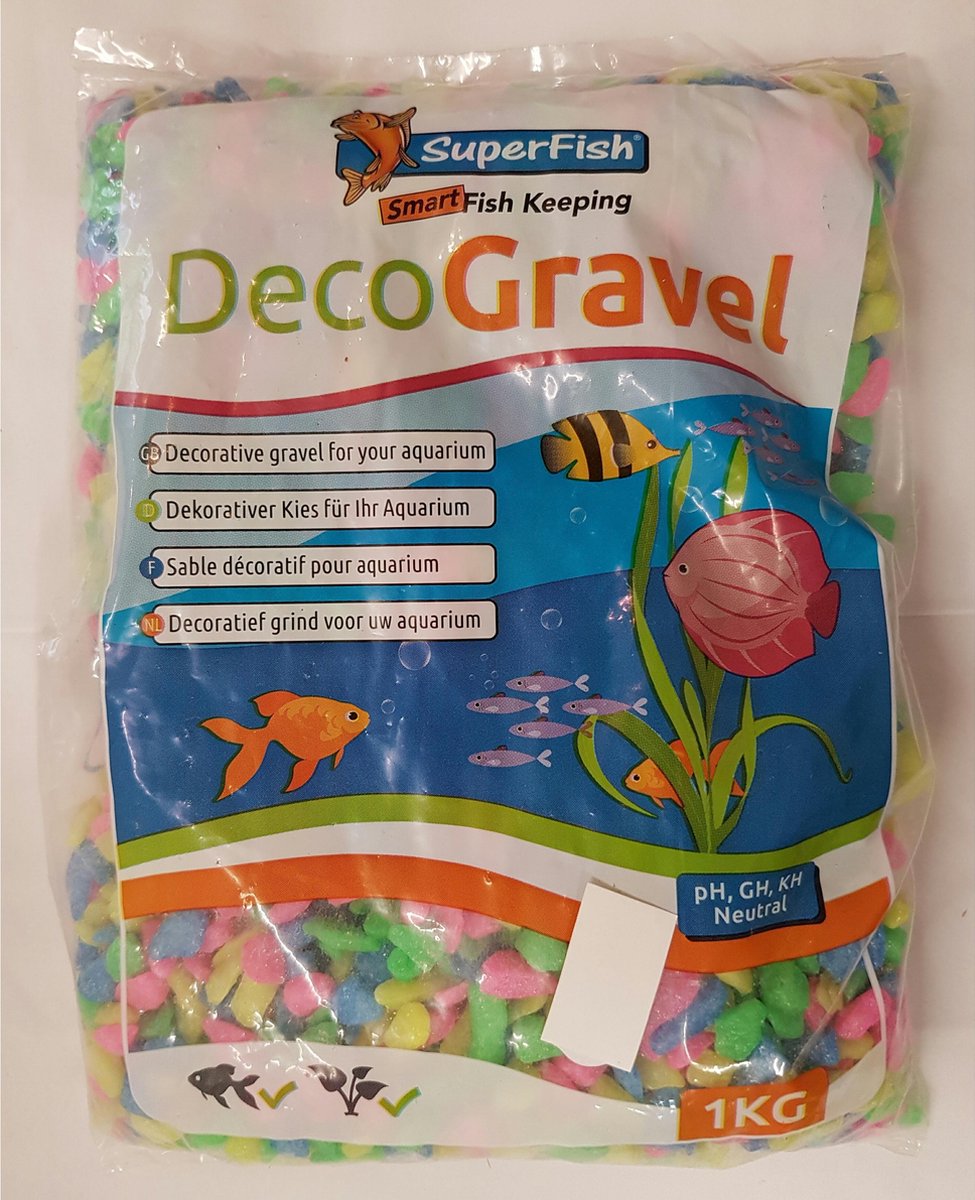 SuperFish®
Smart Fish Keeping
DecoGravel
GB Decorative gravel for your aquarium
D Dekorativer Kies für Ihr Aquarium
F Sable décoratif pour aquarium
NL Decoratief grind voor uw aquarium
pH, GH, KH
Neutral
1KG